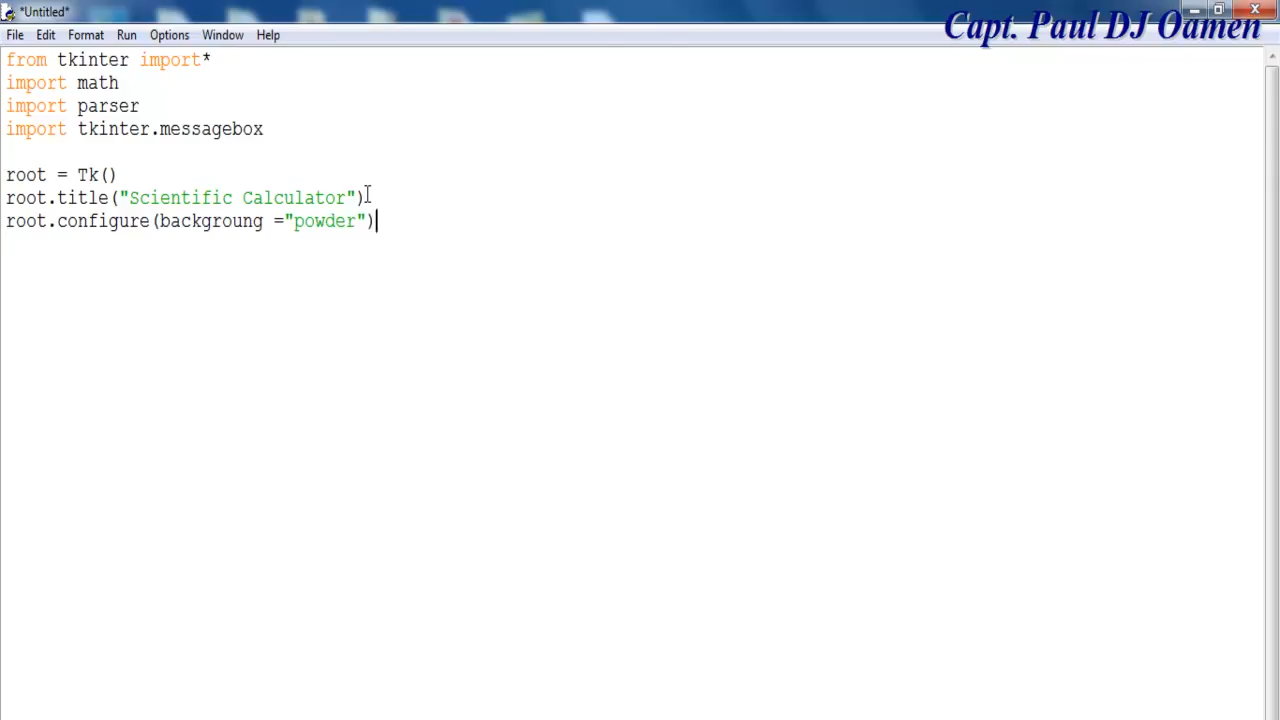 *Untitled*
Capt. Paul DJ Oamen
File Edit Format Run Options Window Help
from tkinter import*
import math
import parser
import tkinter.messagebox
root = Tk()
root.title("Scientific Calculator")
root.configure(backgroung ="powder")